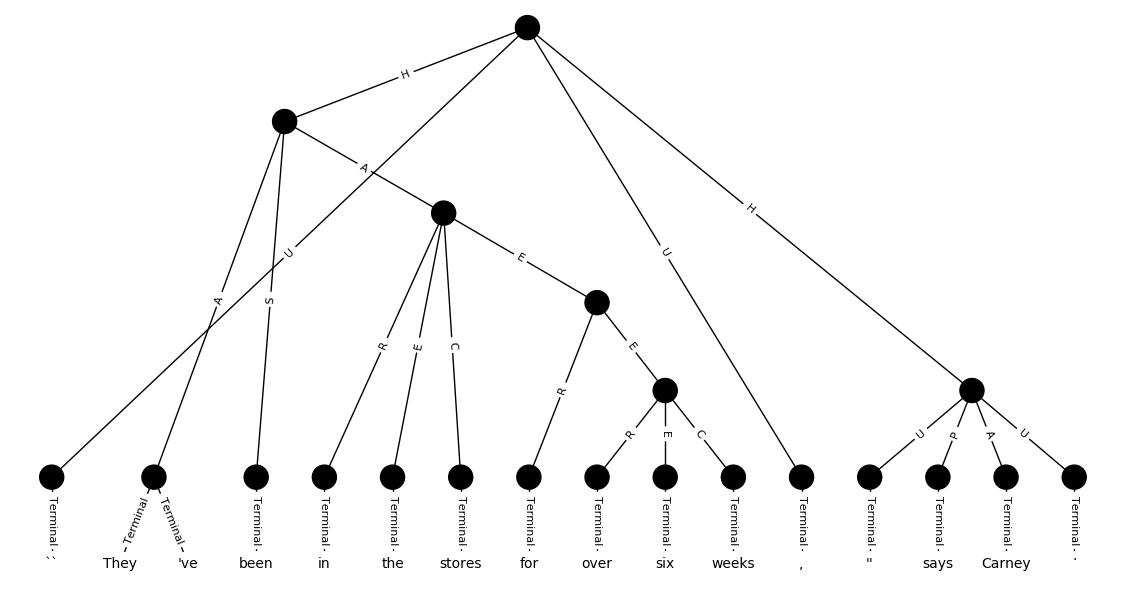 H
A
U
H
A
S
U
E
R
E
C
R
E
R
E
C
U
P
A
U
Terminal Terminal Terminal Terminal Terminal Terminal Terminal Terminal Terminal Terminal Terminal Terminal Terminal Terminal Terminal Terminal
`` They 've been in the stores for over six weeks , " says Carney .